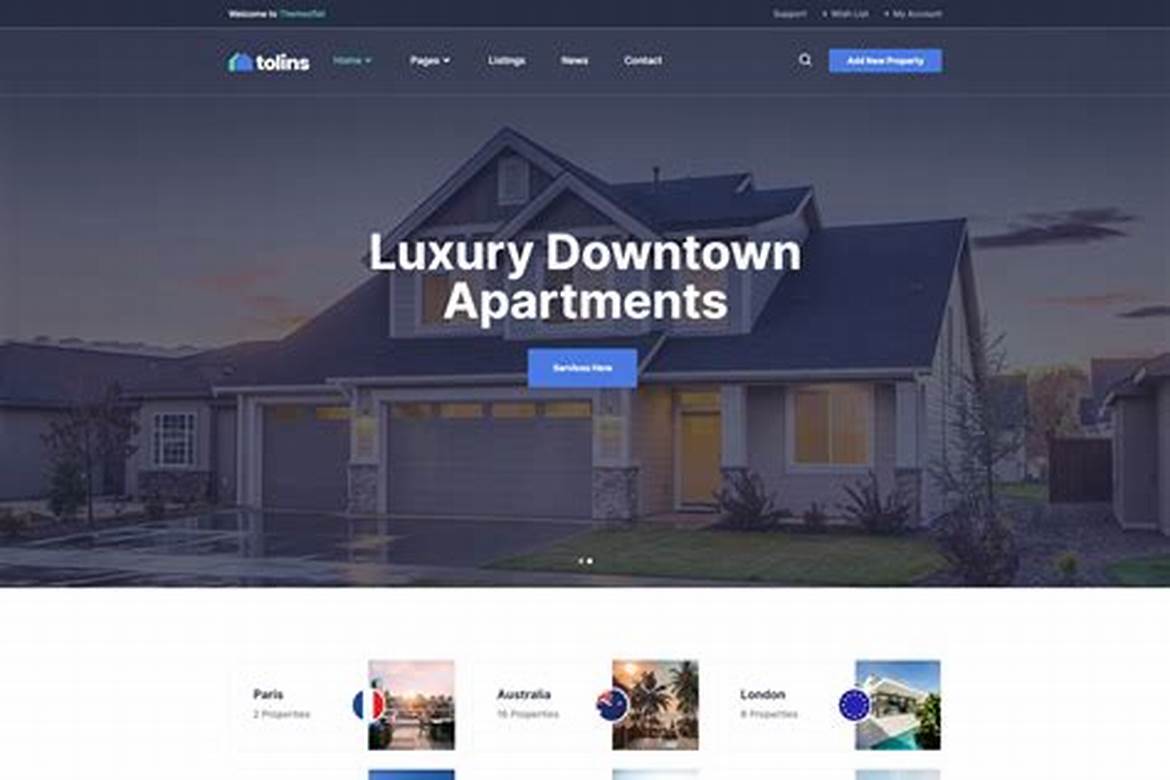 Welcome to Themesflat
Support
Wish List
My Account
tolins
Home
Pages
Listings
News
Contact
Add New Property
Luxury Downtown
Apartments
Services Here
Paris
2 Properties
Australia
16 Properties
London
8 Properties